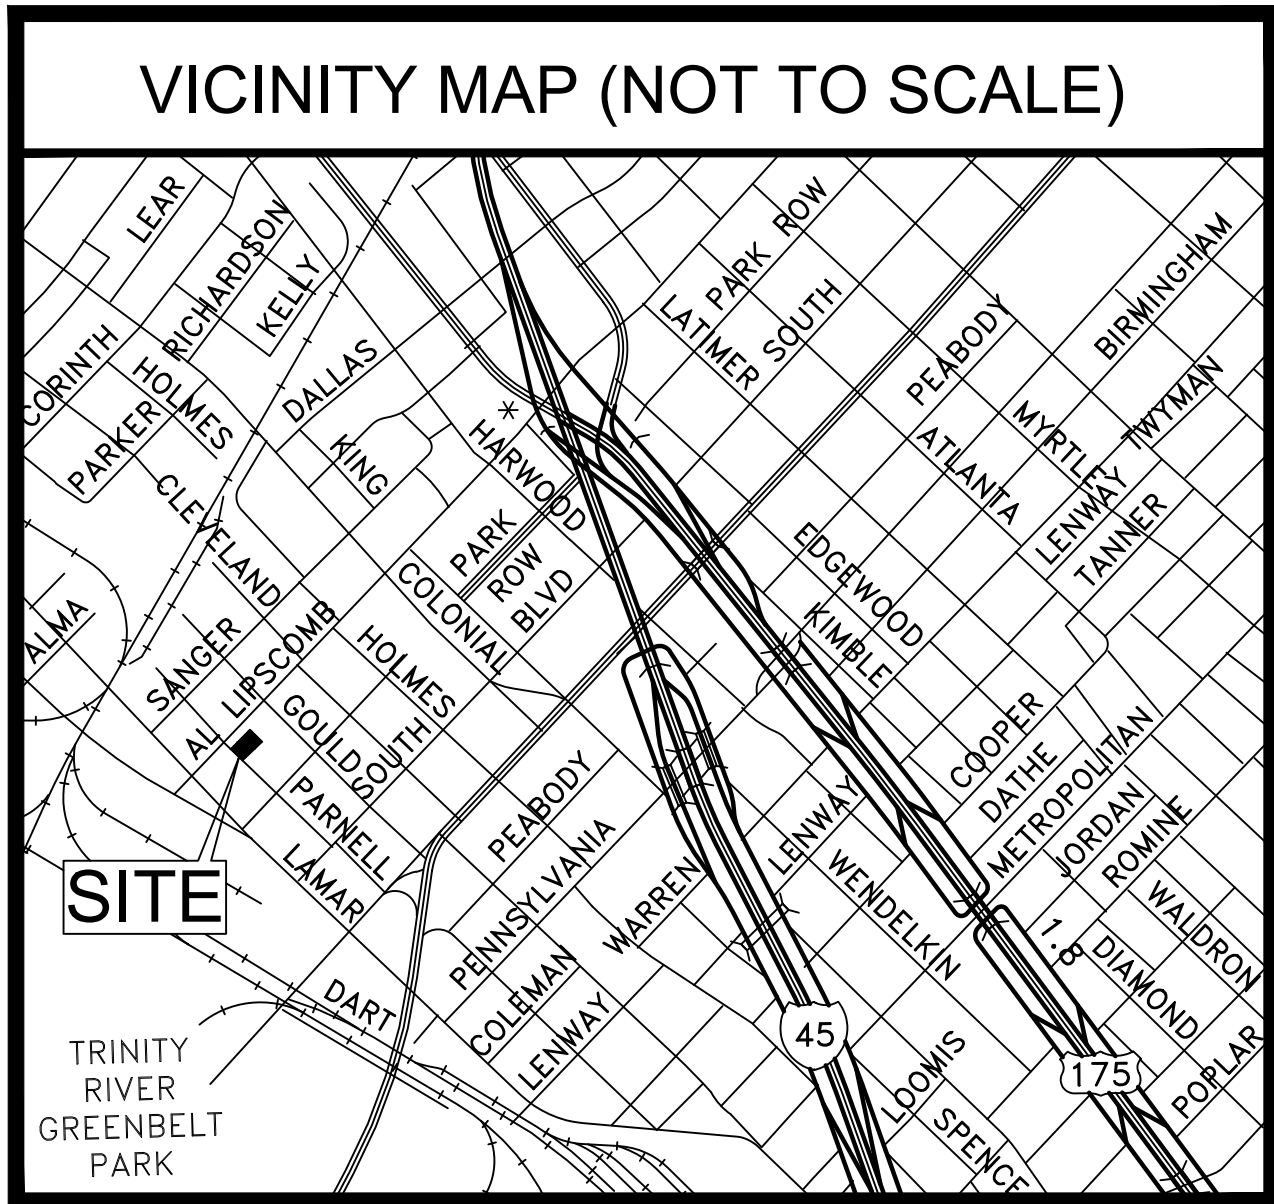 VICINITY MAP (NOT TO SCALE)
LEAR
RICHARDSON
KELLY
PARK ROW
LATIMER
SOUTH
BIRMINGHAM
PEABODY
CORINTH
HOLMES
DALLAS
PARKER
KING
HARWOOD
MYRTLE
TWYMAN
ATLANTA
LENWAY
TANNER
CLEVELAND
PARK
ROW
BLVD
COLONIAL
EDGEWOOD
KIMBLE
ALMA
SANGER
AL LIPSCOMB
HOLMES
GOULD
SOUTH
COOPER
DATHE
METROPOLITAN
JORDAN
ROMINE
PARNELL
PEABODY
LENWAY
LAMAR
PENNSYLVANIA
WARREN
WENDELKIN
WALDRON
SITE
1.8
DIAMOND
COLEMAN
LENWAY
DART
45
175
LOOMIS
POPLAR
SPENCE
TRINITY
RIVER
GREENBELT
PARK